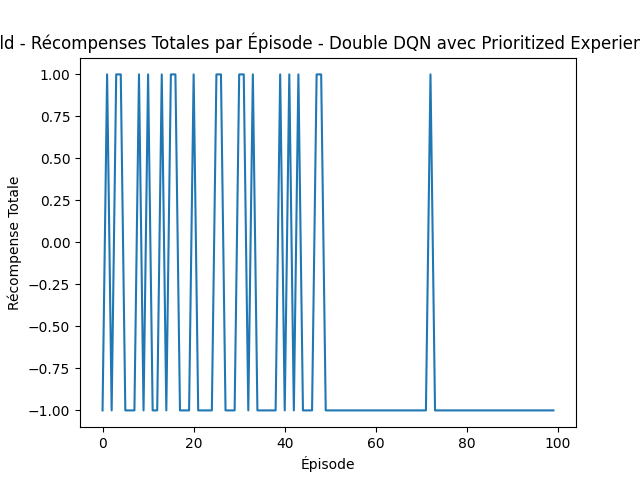 ld - Récompenses Totales par Épisode - Double DQN avec Prioritized Experien
1.00
0.75
0.50
0.25
0.00
−0.25
−0.50
−0.75
−1.00
Récompense Totale
0 20 40 60 80 100
Épisode